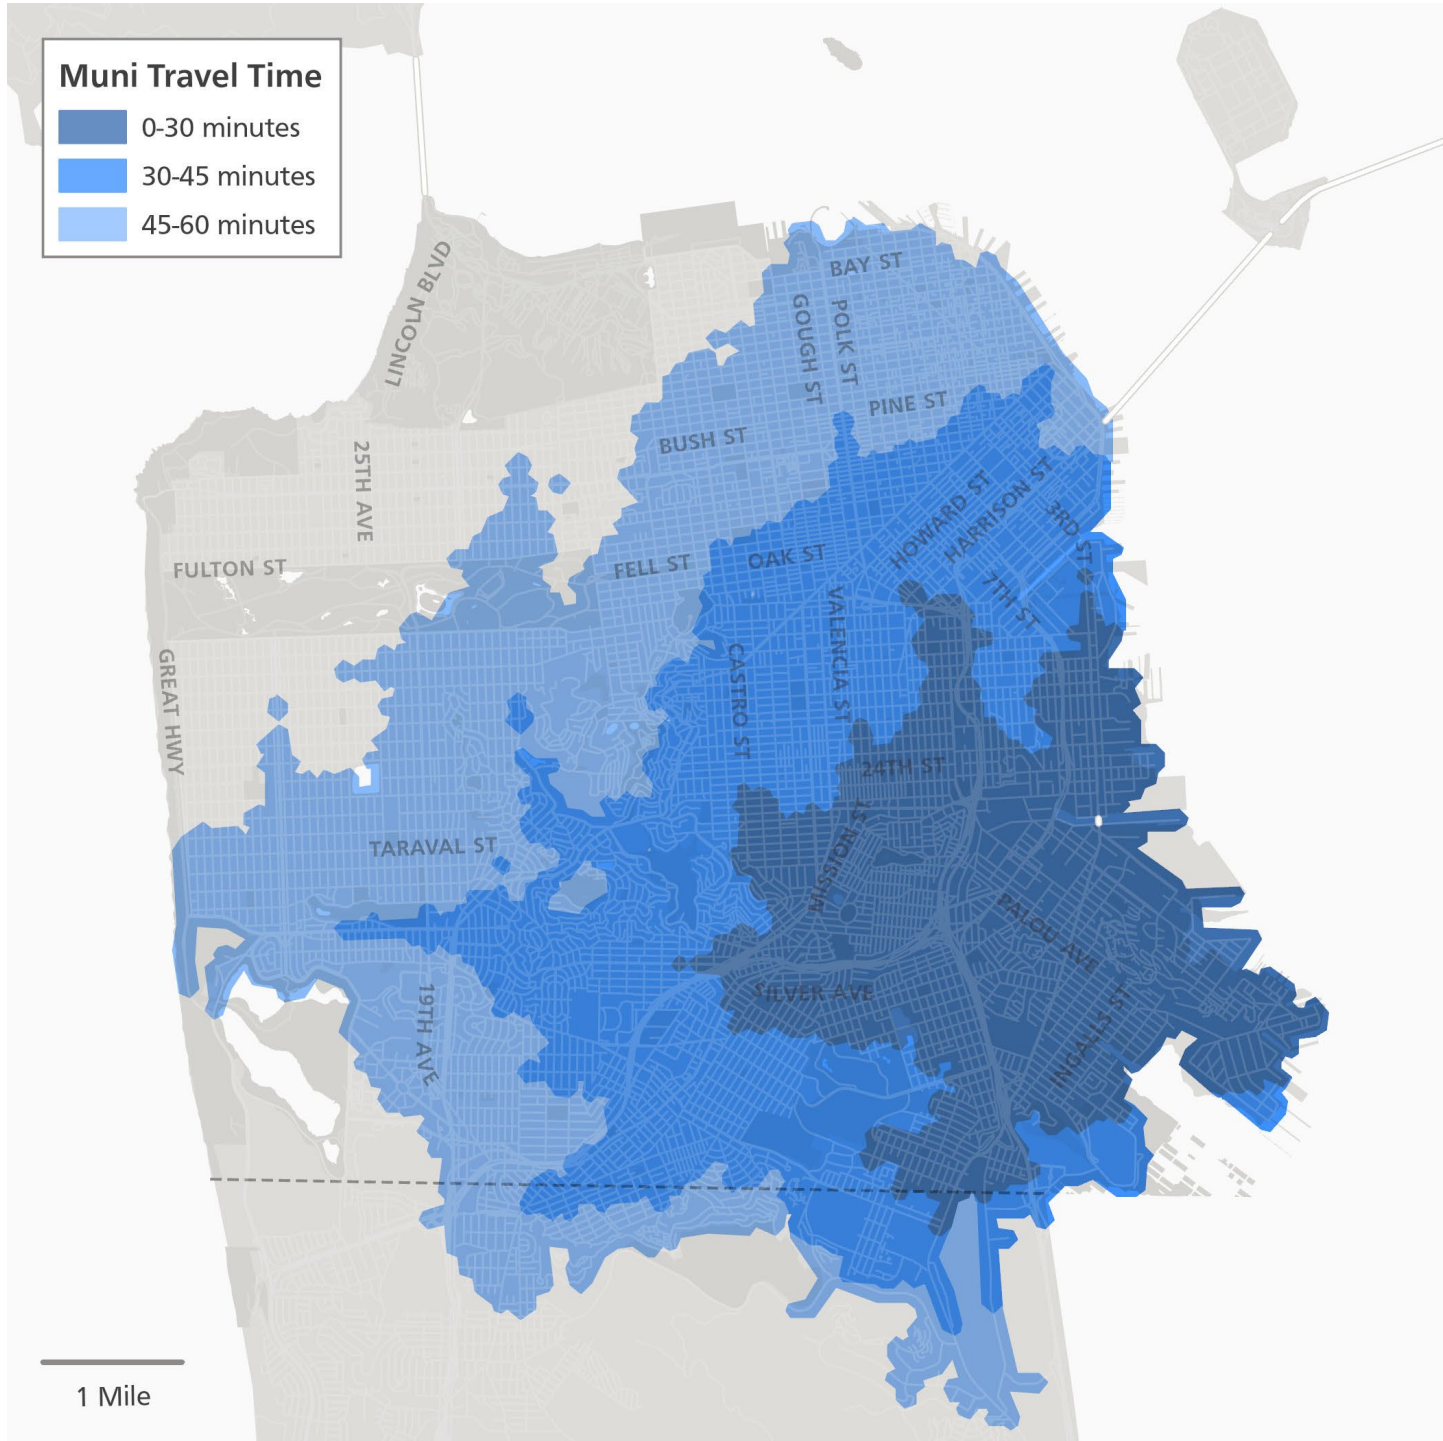 Muni Travel Time
0-30 minutes
30-45 minutes
45-60 minutes
LINCOLN BLVD
BAY ST
GOUGH ST
POLK ST
PINE ST
BUSH ST
25TH AVE
HOWARD ST
HARRISON ST
3RD ST
FULTON ST
FELL ST
OAK ST
7TH ST
VALENCIA ST
CASTRO ST
GREAT HWY
24TH ST
MISSION ST
TARAVAL ST
PALOU AVE
SILVER AVE
19TH AVE
INGALLS ST
1 Mile